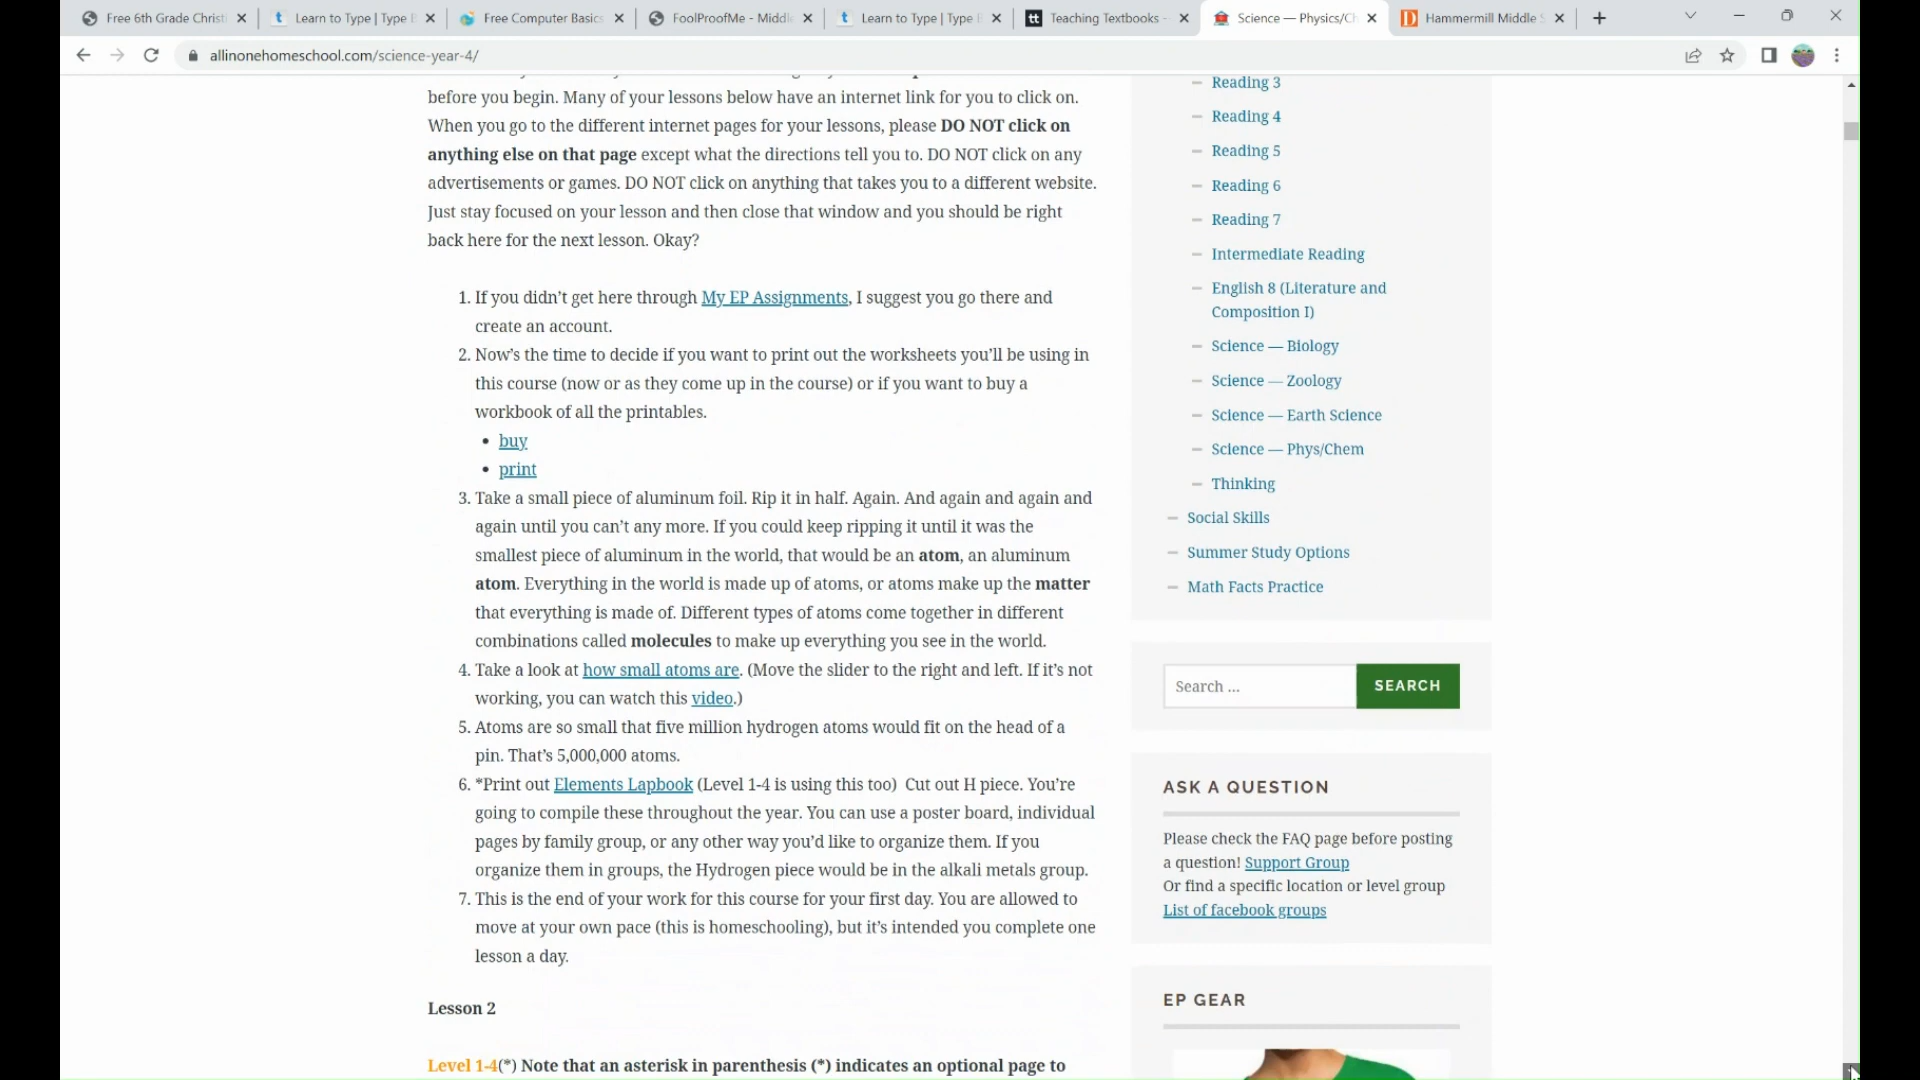 Free 6th Grade Christ
Learn to Type | Type
Free Computer Basics
FoolProofMe - Middl
Learn to Type | Type
Teaching Textbooks -
Science — Physics/Ch
Hammermill Middle S
allinonehomeschool.com/science-year-4/
before you begin. Many of your lessons below have an internet link for you to click on.
When you go to the different internet pages for your lessons, please DO NOT click on
anything else on that page except what the directions tell you to. DO NOT click on any
advertisements or games. DO NOT click on anything that takes you to a different website.
Just stay focused on your lesson and then close that window and you should be right
back here for the next lesson. Okay?
1. If you didn't get here through My EP Assignments, I suggest you go there and
create an account.
2. Now's the time to decide if you want to print out the worksheets you'll be using in
this course (now or as they come up in the course) or if you want to buy a
workbook of all the printables.
• buy
• print
3. Take a small piece of aluminum foil. Rip it in half. Again. And again and again and
again until you can't any more. If you could keep ripping it until it was the
smallest piece of aluminum in the world, that would be an atom, an aluminum
atom. Everything in the world is made up of atoms, or atoms make up the matter
that everything is made of. Different types of atoms come together in different
combinations called molecules to make up everything you see in the world.
4. Take a look at how small atoms are. (Move the slider to the right and left. If it's not
working, you can watch this video.)
5. Atoms are so small that five million hydrogen atoms would fit on the head of a
pin. That's 5,000,000 atoms.
6. *Print out Elements Lapbook (Level 1-4 is using this too) Cut out H piece. You're
going to compile these throughout the year. You can use a poster board, individual
pages by family group, or any other way you'd like to organize them. If you
organize them in groups, the Hydrogen piece would be in the alkali metals group.
7. This is the end of your work for this course for your first day. You are allowed to
move at your own pace (this is homeschooling), but it's intended you complete one
lesson a day.
Lesson 2
Level 1-4(*) Note that an asterisk in parenthesis (*) indicates an optional page to
— Reading 3
— Reading 4
— Reading 5
— Reading 6
— Reading 7
— Intermediate Reading
— English 8 (Literature and
Composition I)
— Science — Biology
— Science — Zoology
— Science — Earth Science
— Science — Phys/Chem
— Thinking
— Social Skills
— Summer Study Options
— Math Facts Practice
Search ...
SEARCH
ASK A QUESTION
Please check the FAQ page before posting
a question! Support Group
Or find a specific location or level group
List of facebook groups
EP GEAR